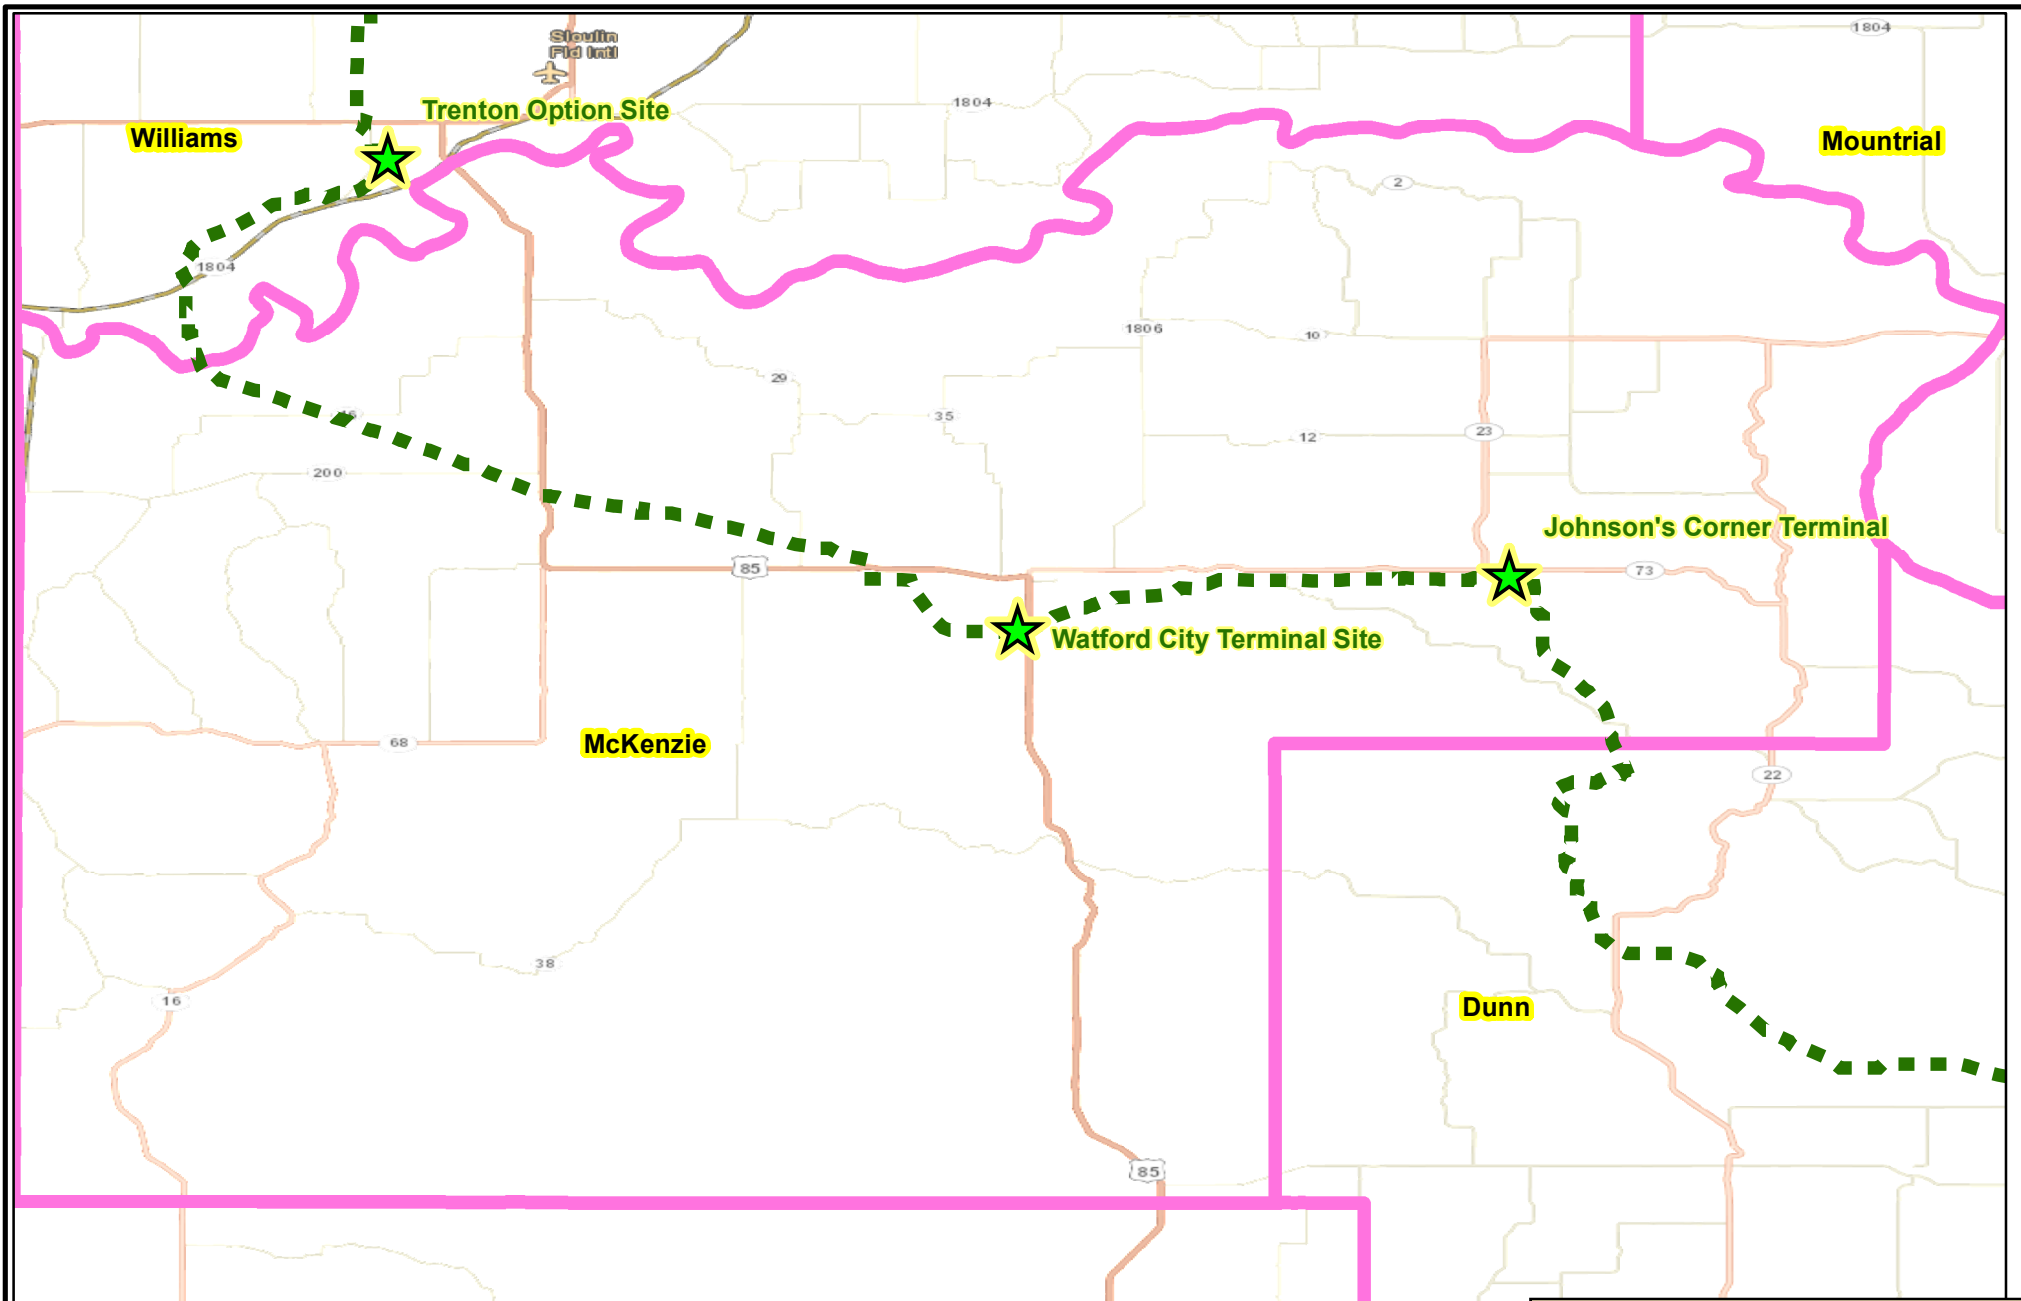 1804
Sloulin
Fld Intl
Trenton Option Site
1804
Williams
Mountrial
2
1804
1806
10
29
35
23
12
200
Johnson's Corner Terminal
85
73
Watford City Terminal Site
68
McKenzie
22
38
16
Dunn
85